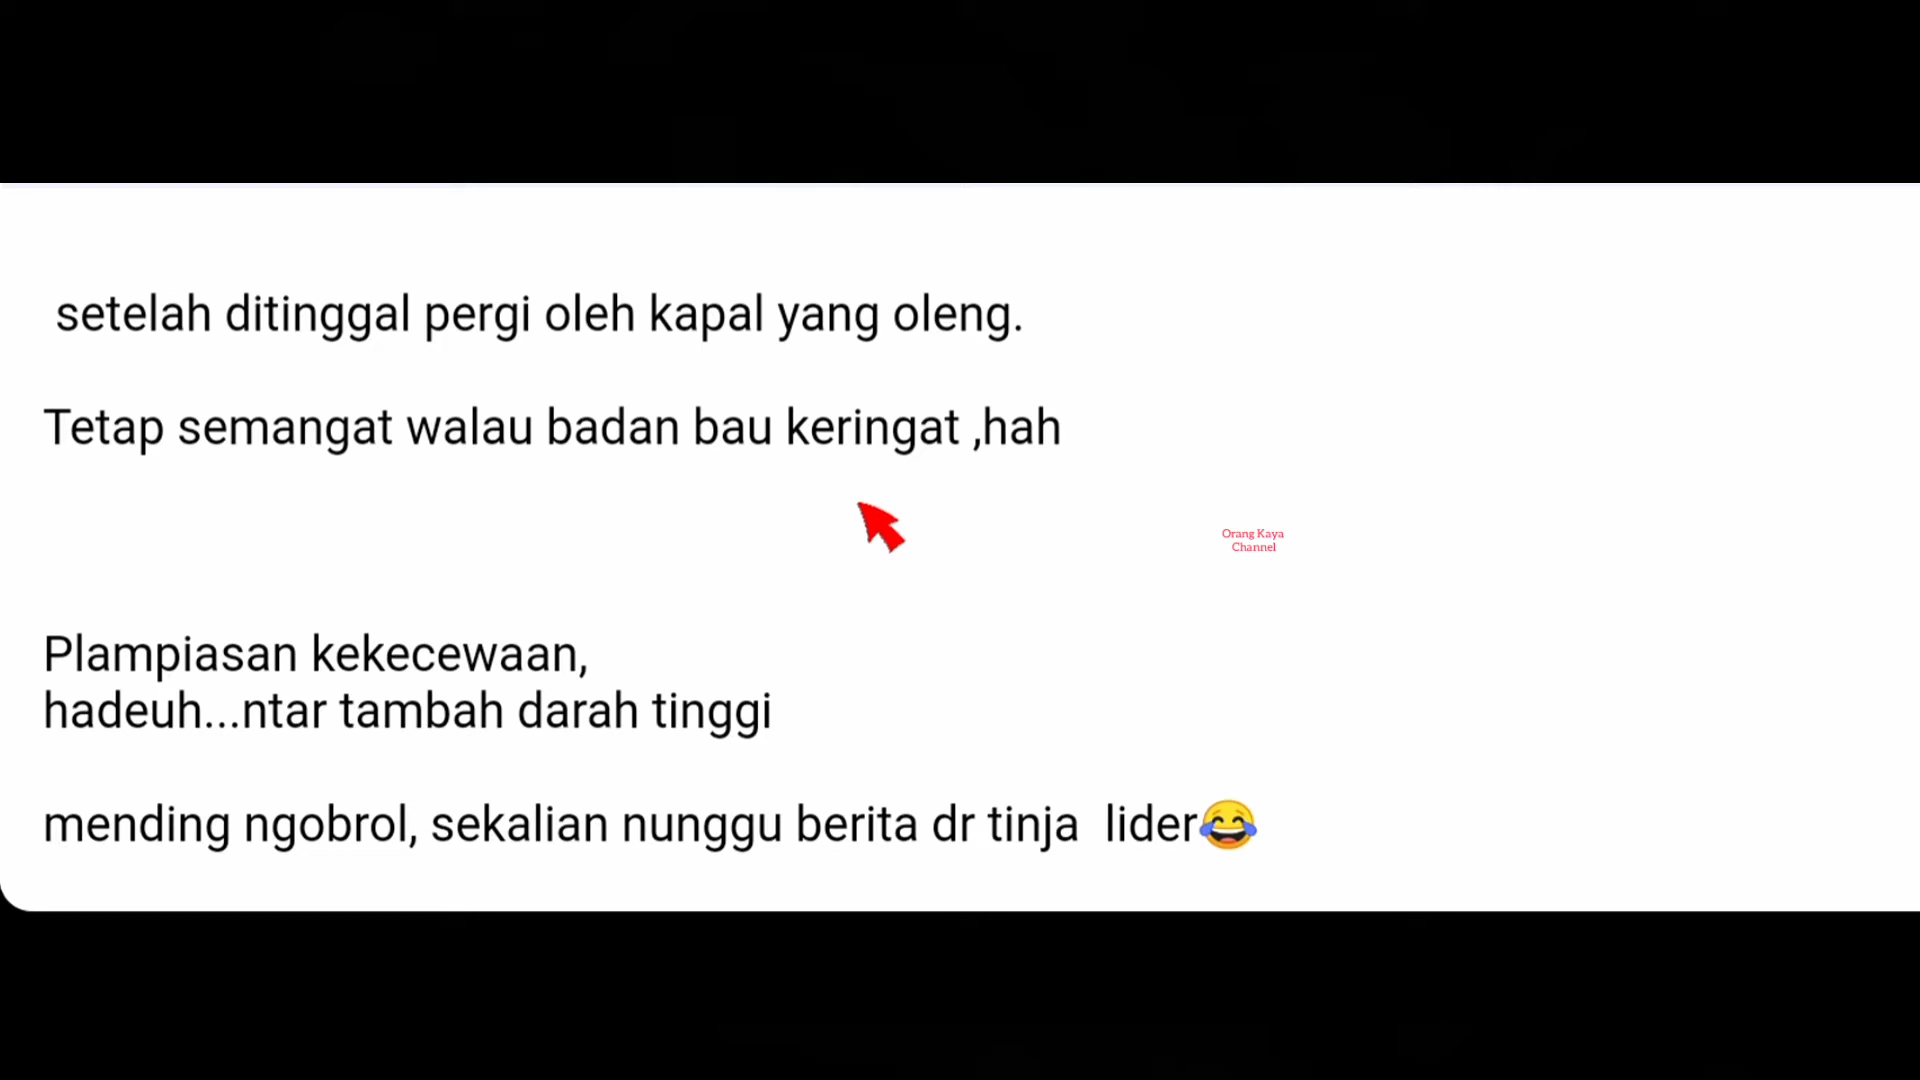 setelah ditinggal pergi oleh kapal yang oleng.
Tetap semangat walau badan bau keringat ,hah
Orang Kaya
Channel
Plampiasan kekecewaan,
hadeuh...ntar tambah darah tinggi
mending ngobrol, sekalian nunggu berita dr tinja  lider😂